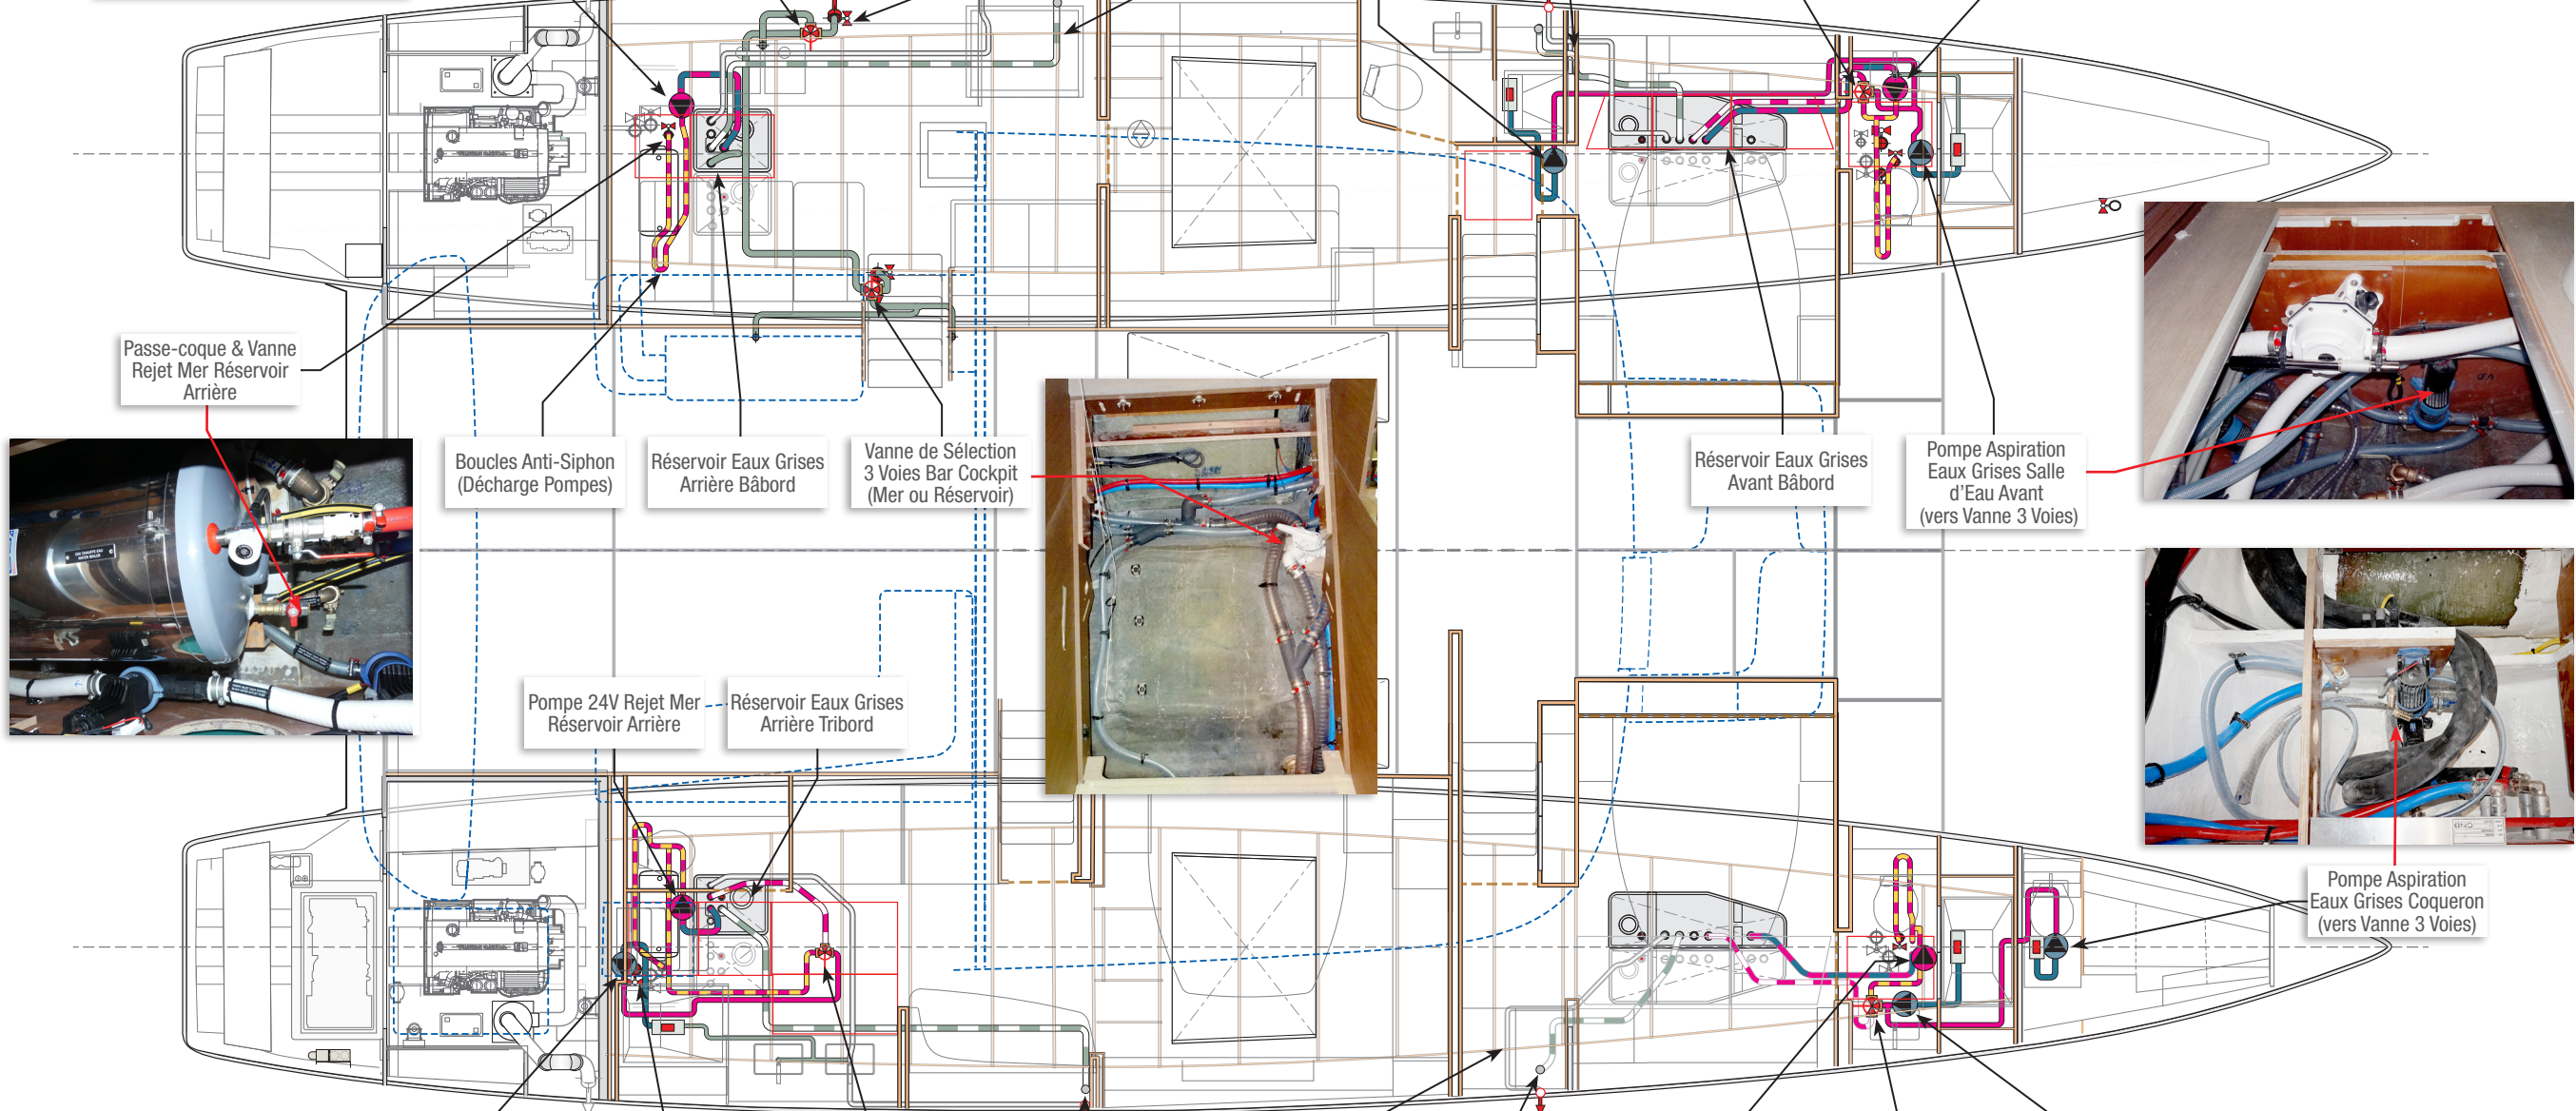 Passe-coque & Vanne
Rejet Mer Réservoir
Arrière
Boucles Anti-Siphon
(Décharge Pompes)
Réservoir Eaux Grises
Arrière Bâbord
Vanne de Sélection
3 Voies Bar Cockpit
(Mer ou Réservoir)
Réservoir Eaux Grises
Avant Bâbord
Pompe Aspiration
Eaux Grises Salle
d'Eau Avant
(vers Vanne 3 Voies)
Pompe 24V Rejet Mer
Réservoir Arrière
Réservoir Eaux Grises
Arrière Tribord
Pompe Aspiration
Eaux Grises Coqueron
(vers Vanne 3 Voies)